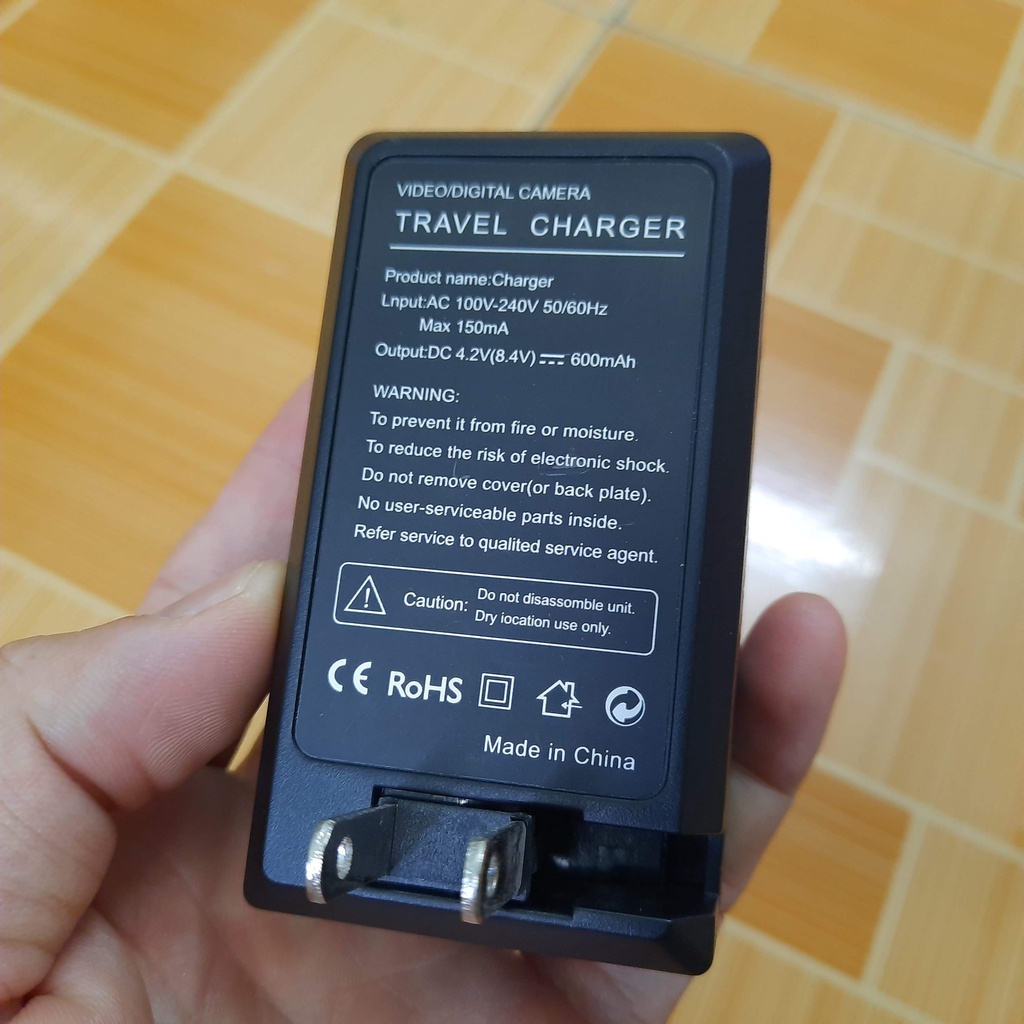 VIDEO/DIGITAL CAMERA
TRAVEL CHARGER
Product name:Charger
Lnput:AC 100V-240V 50/60Hz
Max 150mA
Output:DC 4.2V(8.4V) ⎓ 600mAh
WARNING:
To prevent it from fire or moisture.
To reduce the risk of electronic shock.
Do not remove cover(or back plate).
No user-serviceable parts inside.
Refer service to qualited service agent.
Caution: Do not disassomble unit.
Dry iocation use only.
CE RoHS
Made in China